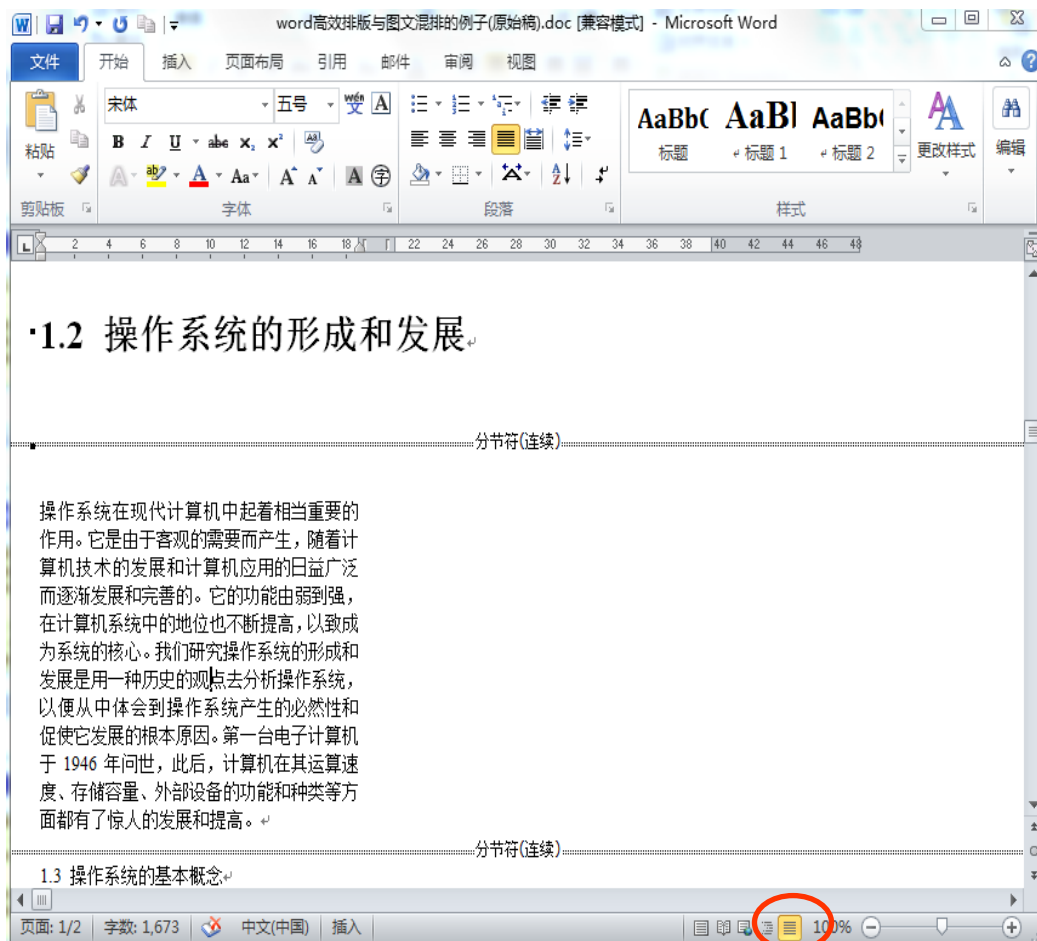 word高效排版与图文混排的例子(原始稿).doc [兼容模式] - Microsoft Word
文件 开始 插入 页面布局 引用 邮件 审阅 视图
宋体 五号 wén 文 A
B I U abc x₂ x² Aa
AaBb( AaBl AaBb(
标题 ↵标题 1 ↵标题 2
粘贴 更改样式 编辑
A ab A Aa A A A 字
剪贴板 字体 段落 样式
L 2 4 6 8 10 12 14 16 18 22 24 26 28 30 32 34 36 38 40 42 44 46 48
1.2 操作系统的形成和发展
分节符(连续)
操作系统在现代计算机中起着相当重要的
作用。它是由于客观的需要而产生，随着计
算机技术的发展和计算机应用的日益广泛
而逐渐发展和完善的。它的功能由弱到强，
在计算机系统中的地位也不断提高，以致成
为系统的核心。我们研究操作系统的形成和
发展是用一种历史的观点去分析操作系统，
以便从中体会到操作系统产生的必然性和
促使它发展的根本原因。第一台电子计算机
于 1946 年问世，此后，计算机在其运算速
度、存储容量、外部设备的功能和种类等方
面都有了惊人的发展和提高。
分节符(连续)
1.3 操作系统的基本概念
页面: 1/2 字数: 1,673 中文(中国) 插入 100%